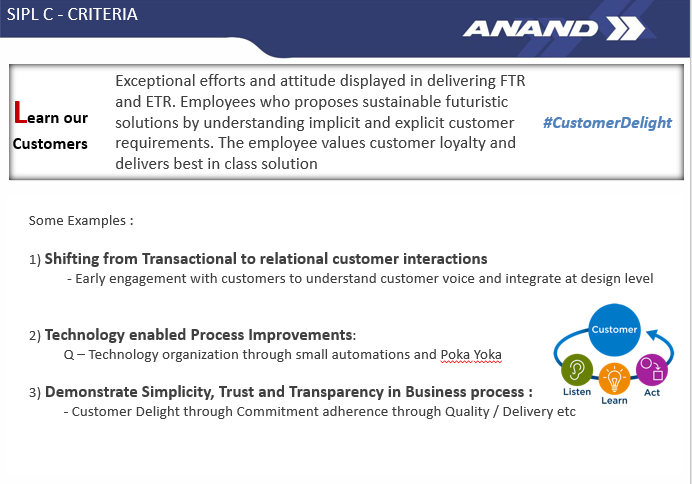 SIPL C - CRITERIA
ANAND
Learn our
Customers
Exceptional efforts and attitude displayed in delivering FTR
and ETR. Employees who proposes sustainable futuristic
solutions by understanding implicit and explicit customer
requirements. The employee values customer loyalty and
delivers best in class solution
#CustomerDelight
Some Examples :
1) Shifting from Transactional to relational customer interactions
- Early engagement with customers to understand customer voice and integrate at design level
2) Technology enabled Process Improvements:
Q – Technology organization through small automations and Poka Yoka
3) Demonstrate Simplicity, Trust and Transparency in Business process :
- Customer Delight through Commitment adherence through Quality / Delivery etc
Customer
Listen
Learn
Act